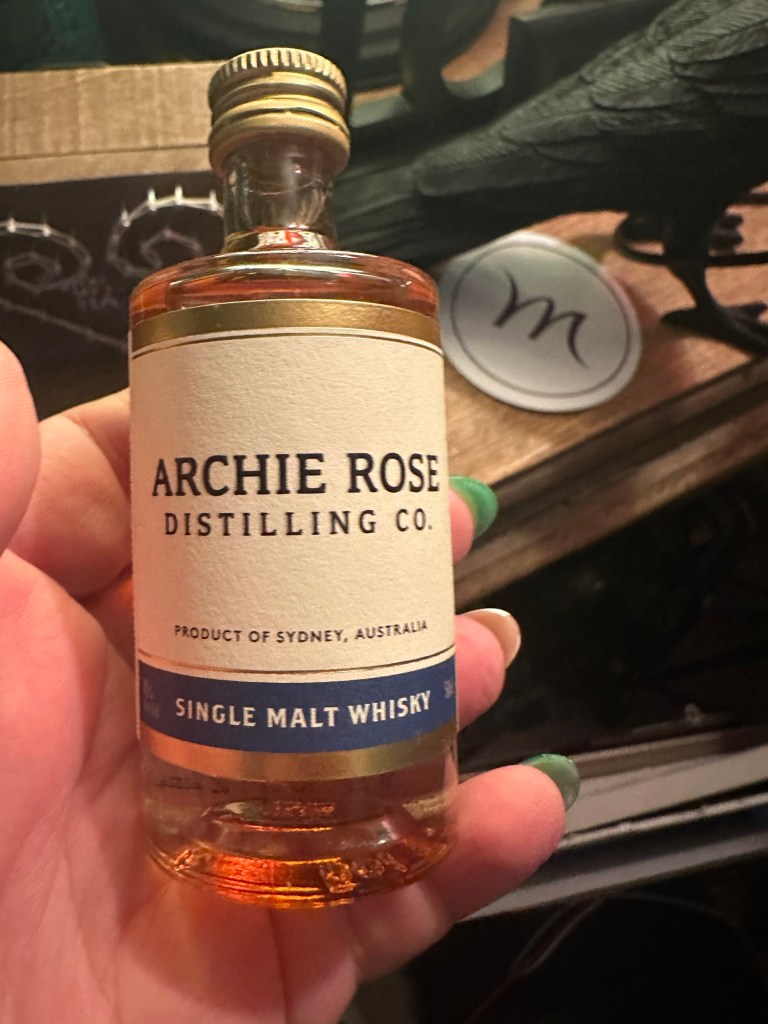 ARCHIE ROSE
DISTILLING CO.
PRODUCT OF SYDNEY, AUSTRALIA
SINGLE MALT WHISKY
m